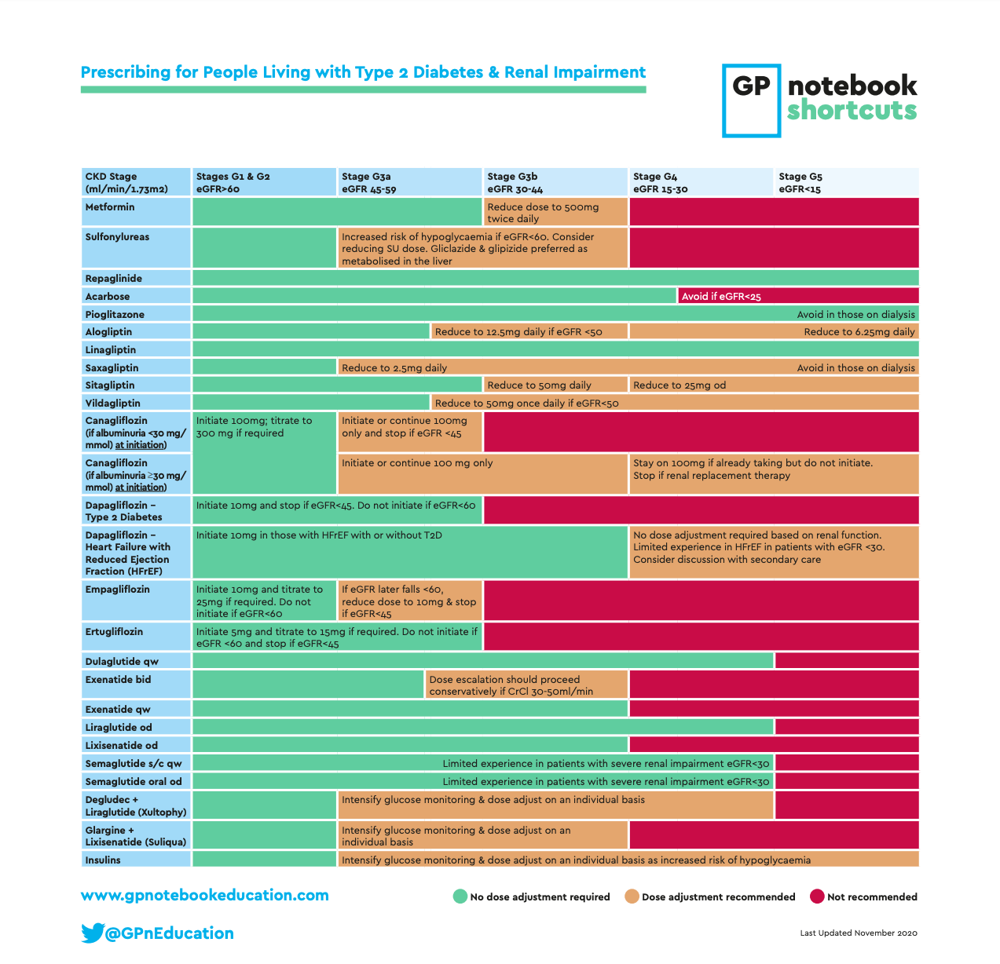 Prescribing for People Living with Type 2 Diabetes & Renal Impairment
GP notebook
shortcuts
CKD Stage
(ml/min/1.73m2)
Stages G1 & G2
eGFR>60
Stage G3a
eGFR 45-59
Stage G3b
eGFR 30-44
Stage G4
eGFR 15-30
Stage G5
eGFR<15
Metformin
Reduce dose to 500mg
twice daily
Sulfonylureas
Increased risk of hypoglycaemia if eGFR<60. Consider
reducing SU dose. Gliclazide & glipizide preferred as
metabolised in the liver
Repaglinide
Acarbose
Avoid if eGFR<25
Pioglitazone
Avoid in those on dialysis
Alogliptin
Reduce to 12.5mg daily if eGFR <50
Reduce to 6.25mg daily
Linagliptin
Saxagliptin
Reduce to 2.5mg daily
Avoid in those on dialysis
Sitagliptin
Reduce to 50mg daily
Reduce to 25mg od
Vildagliptin
Reduce to 50mg once daily if eGFR<50
Canagliflozin
(if albuminuria <30 mg/
mmol) at initiation)
Initiate 100mg; titrate to
300 mg if required
Initiate or continue 100mg
only and stop if eGFR <45
Canagliflozin
(if albuminuria ≥30 mg/
mmol) at initiation)
Initiate or continue 100 mg only
Stay on 100mg if already taking but do not initiate.
Stop if renal replacement therapy
Dapagliflozin –
Type 2 Diabetes
Initiate 10mg and stop if eGFR<45. Do not initiate if eGFR<60
Dapagliflozin –
Heart Failure with
Reduced Ejection
Fraction (HFrEF)
Initiate 10mg in those with HFrEF with or without T2D
No dose adjustment required based on renal function.
Limited experience in HFrEF in patients with eGFR <30.
Consider discussion with secondary care
Empagliflozin
Initiate 10mg and titrate to
25mg if required. Do not
initiate if eGFR<60
If eGFR later falls <60,
reduce dose to 10mg & stop
if eGFR<45
Ertugliflozin
Initiate 5mg and titrate to 15mg if required. Do not initiate if
eGFR <60 and stop if eGFR<45
Dulaglutide qw
Exenatide bid
Dose escalation should proceed
conservatively if CrCl 30-50ml/min
Exenatide qw
Liraglutide od
Lixisenatide od
Semaglutide s/c qw
Limited experience in patients with severe renal impairment eGFR<30
Semaglutide oral od
Limited experience in patients with severe renal impairment eGFR<30
Degludec +
Liraglutide (Xultophy)
Intensify glucose monitoring & dose adjust on an individual basis
Glargine +
Lixisenatide (Suliqua)
Intensify glucose monitoring & dose adjust on an
individual basis
Insulins
Intensify glucose monitoring & dose adjust on an individual basis as increased risk of hypoglycaemia
www.gpnotebookeducation.com
No dose adjustment required
Dose adjustment recommended
Not recommended
@GPnEducation
Last Updated November 2020